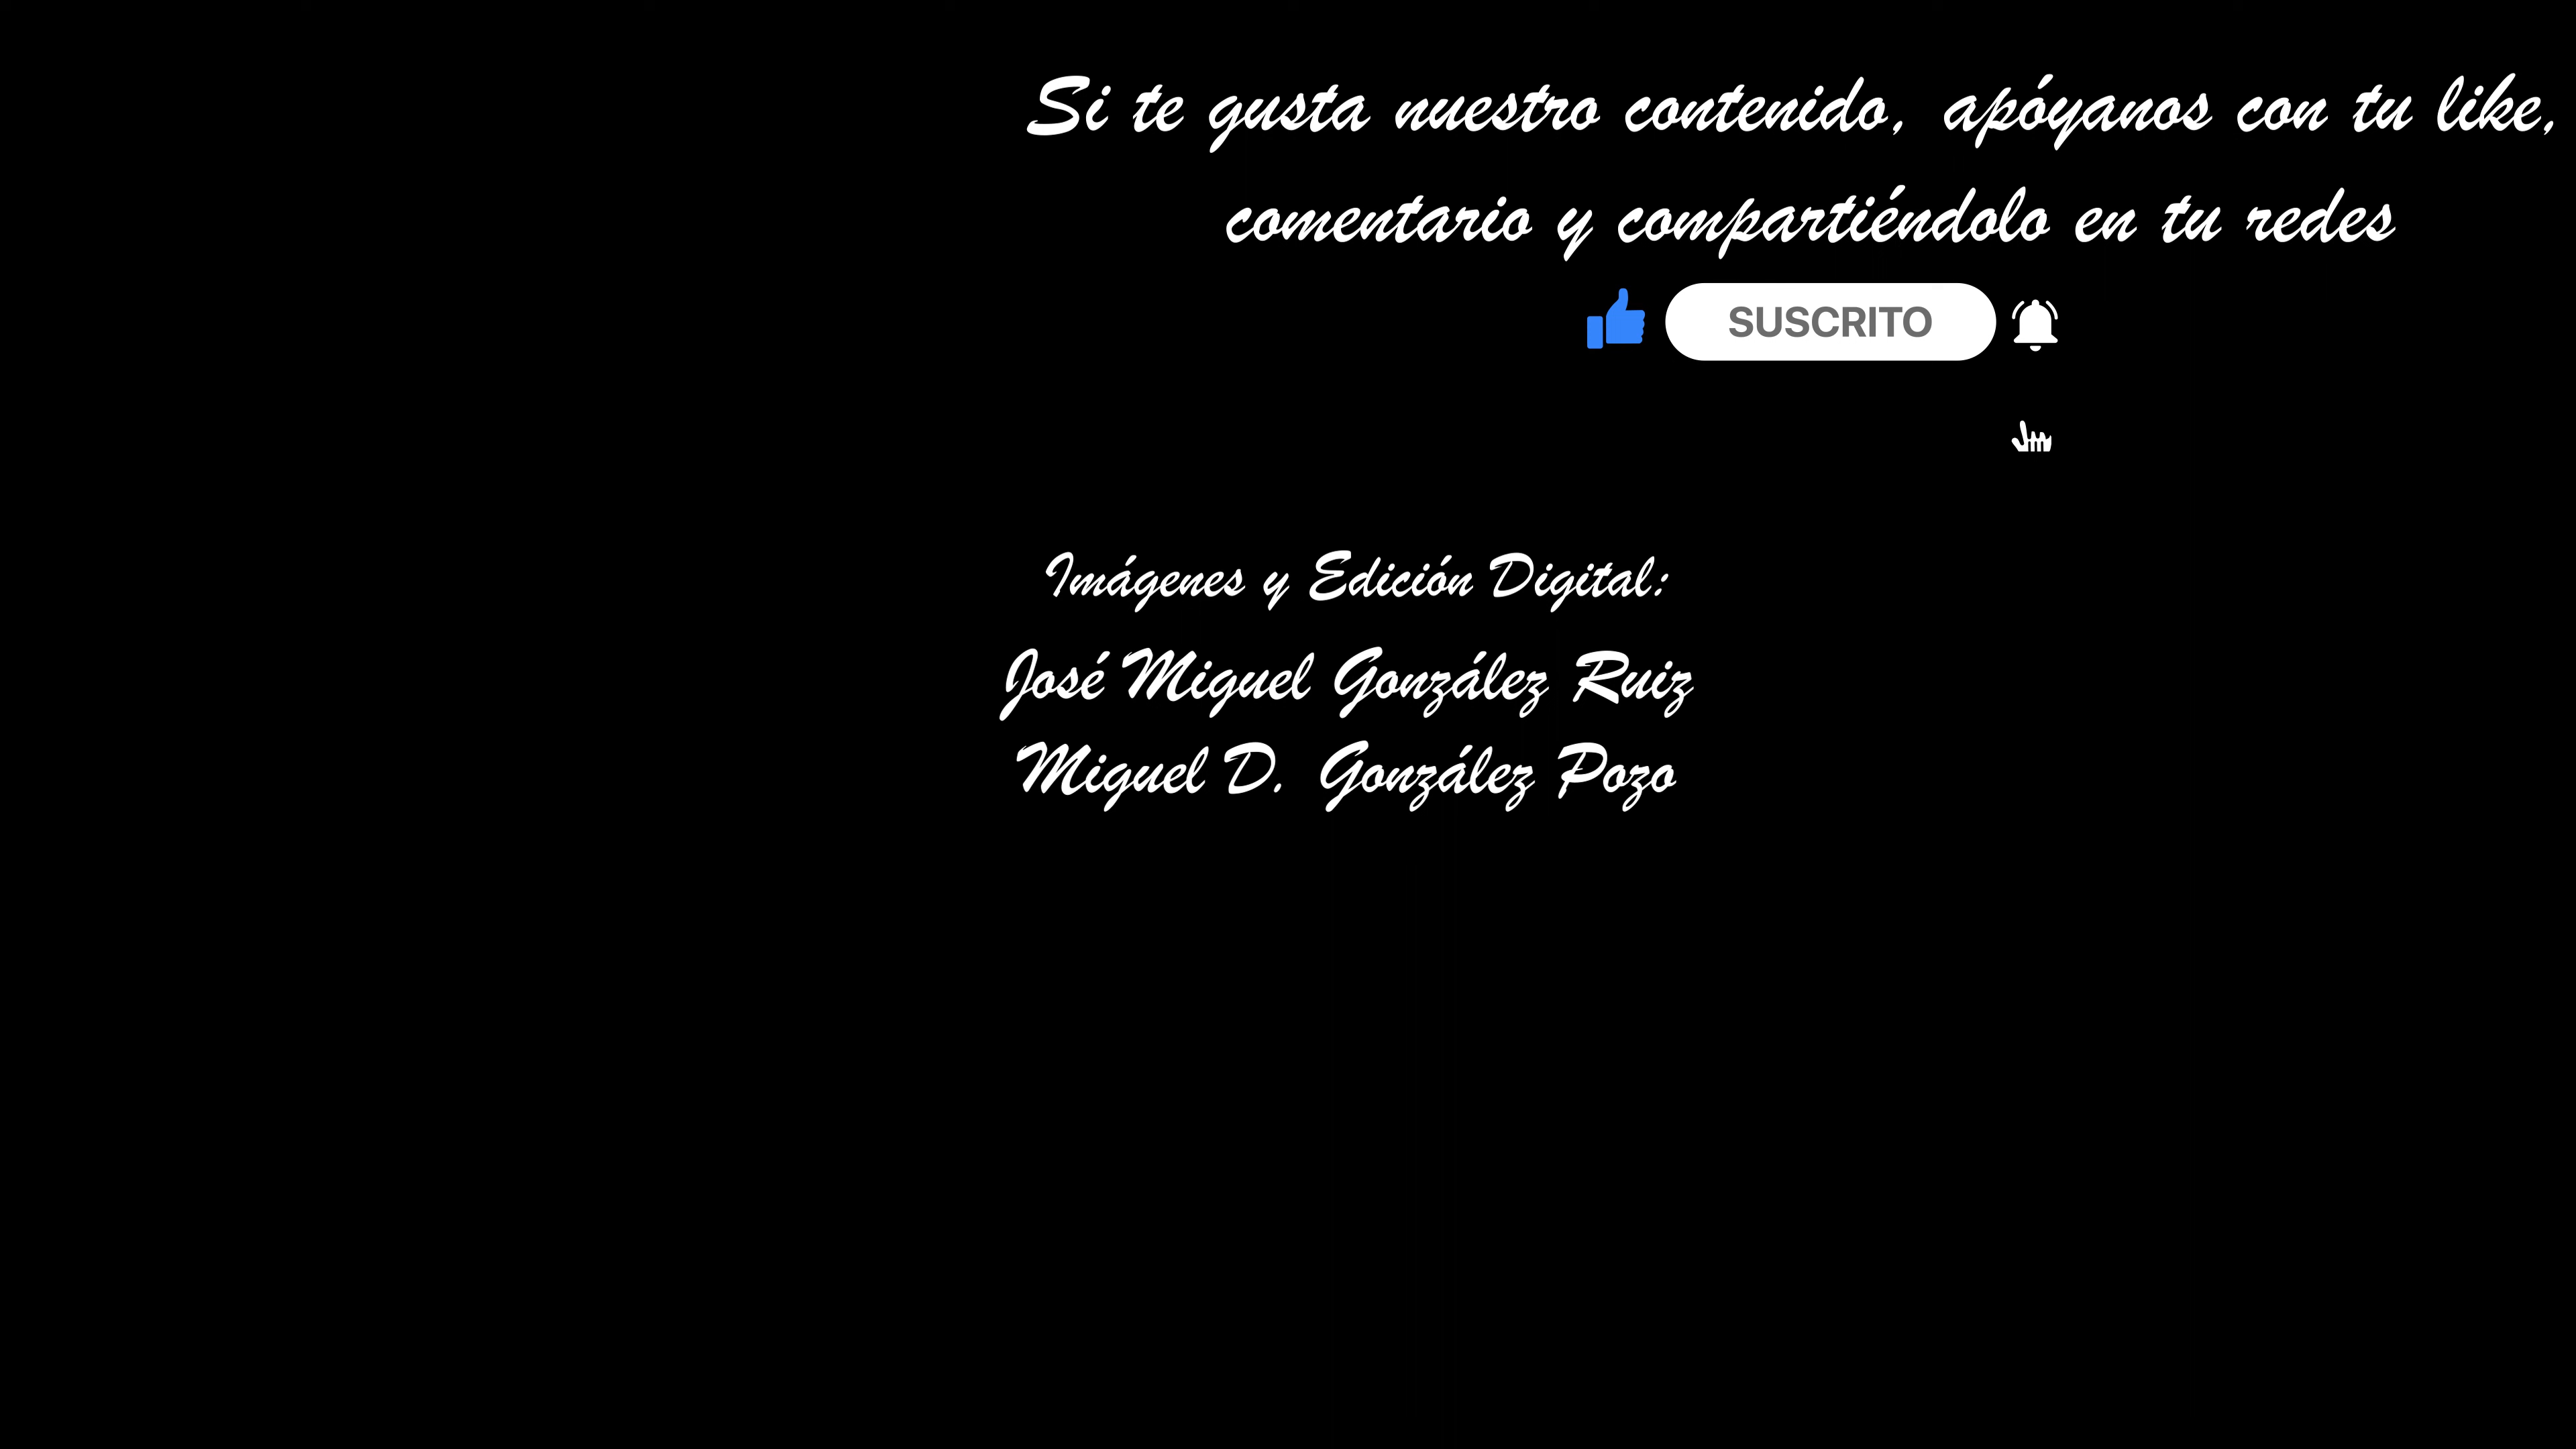 Si te gusta nuestro contenido, apóyanos con tu like,
comentario y compartiéndolo en tu redes
SUSCRITO
Imágenes y Edición Digital:
José Miguel González Ruiz
Miguel D. González Pozo